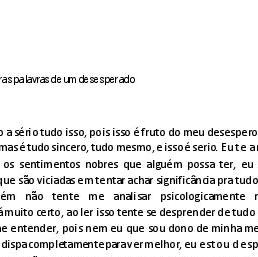 ras palavras de um desesperado
a sério tudo isso, pois isso é fruto do meu desespero
mas é tudo sincero, tudo mesmo, e isso é serio. Eu te
os sentimentos nobres que alguém possa ter, eu
que são viciadas em tentar achar significância pra tudo
ém não tente me analisar psicologicamente
muito certo, ao ler isso tente se desprender de tudo
e entender, pois nem eu que sou dono de minha me
dispa completamente para ver melhor, eu estou desp